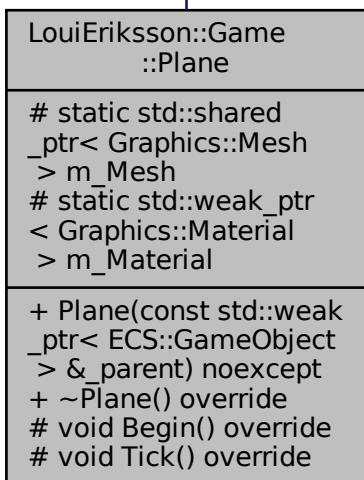 LouiEriksson::Game
::Plane
# static std::shared
_ptr< Graphics::Mesh
> m_Mesh
# static std::weak_ptr
< Graphics::Material
> m_Material
+ Plane(const std::weak
_ptr< ECS::GameObject
> &_parent) noexcept
+ ~Plane() override
# void Begin() override
# void Tick() override